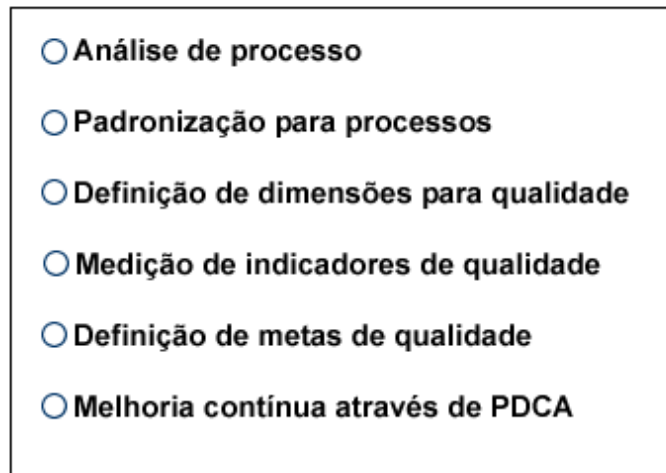 Análise de processo
Padronização para processos
Definição de dimensões para qualidade
Medição de indicadores de qualidade
Definição de metas de qualidade
Melhoria contínua através de PDCA